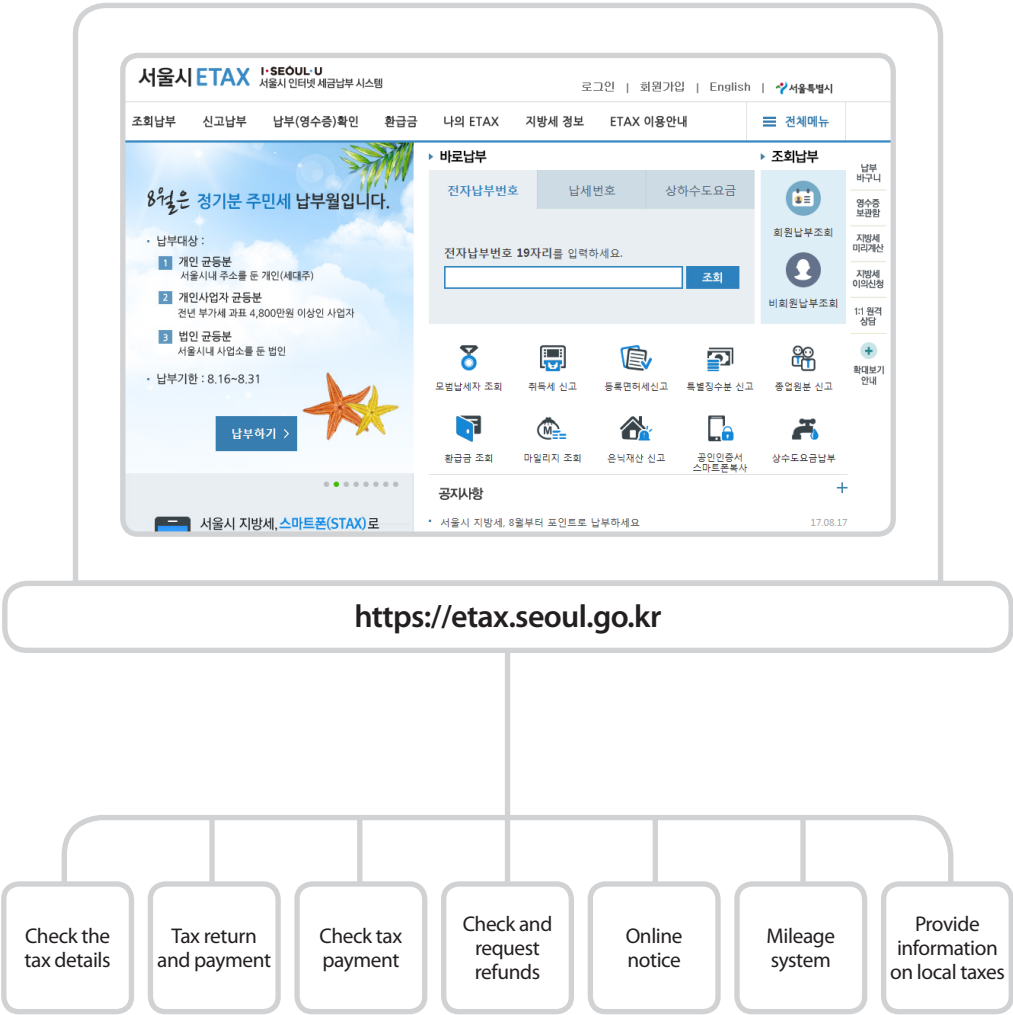 서울시 ETAX I·SEOUL·U
서울시 인터넷 세금납부 시스템
로그인 | 회원가입 | English | 서울특별시
조회납부 신고납부 납부(영수증)확인 환급금 나의 ETAX 지방세 정보 ETAX 이용안내 전체메뉴
8월은 정기분 주민세 납부월입니다.
· 납부대상 :
1 개인 균등분
서울시내 주소를 둔 개인(세대주)
2 개인사업자 균등분
전년 부가세 과표 4,800만원 이상인 사업자
3 법인 균등분
서울시내 사업소를 둔 법인
· 납부기한 : 8.16~8.31
납부하기 >
서울시 지방세, 스마트폰(STAX)로
바로납부
전자납부번호 납세번호 상하수도요금
전자납부번호 19자리를 입력하세요.
조회
조회납부
회원납부조회
비회원납부조회
납부
바구니
영수증
보관함
지방세
미리계산
지방세
이의신청
1:1 원격
상담
확대보기
안내
모범납세자 조회 취득세 신고 등록면허세신고 특별징수분 신고 종업원분 신고
환급금 조회 마일리지 조회 은닉재산 신고 공인인증서 상수도요금납부
스마트폰복사
공지사항 +
· 서울시 지방세, 8월부터 포인트로 납부하세요 17.08.17
https://etax.seoul.go.kr
Check the
tax details
Tax return
and payment
Check tax
payment
Check and
request
refunds
Online
notice
Mileage
system
Provide
information
on local taxes